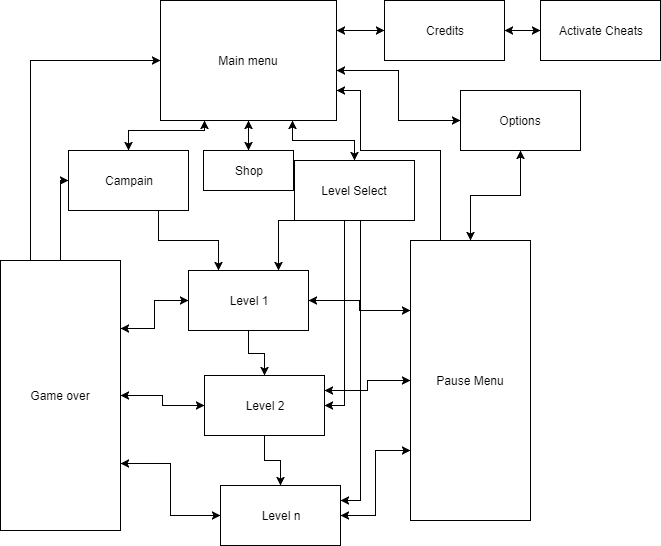 Main menu
Credits
Activate Cheats
Options
Campain
Shop
Level Select
Level 1
Game over
Level 2
Pause Menu
Level n